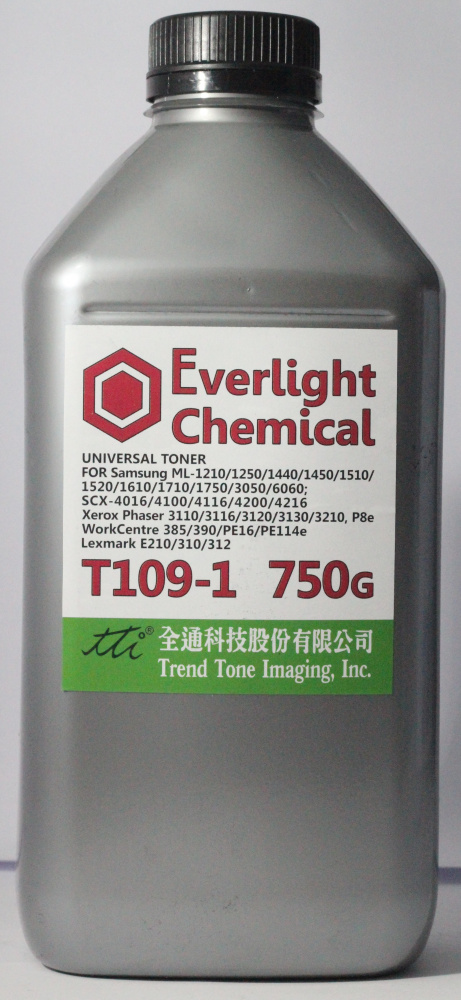 Everlight
Chemical
UNIVERSAL TONER
FOR Samsung ML-1210/1250/1440/1450/1510/
1520/1610/1710/1750/3050/6060;
SCX-4016/4100/4116/4200/4216
Xerox Phaser 3110/3116/3120/3130/3210, P8e
WorkCentre 385/390/PE16/PE114e
Lexmark E210/310/312
T109-1 750G
tti® 全通科技股份有限公司
Trend Tone Imaging, Inc.